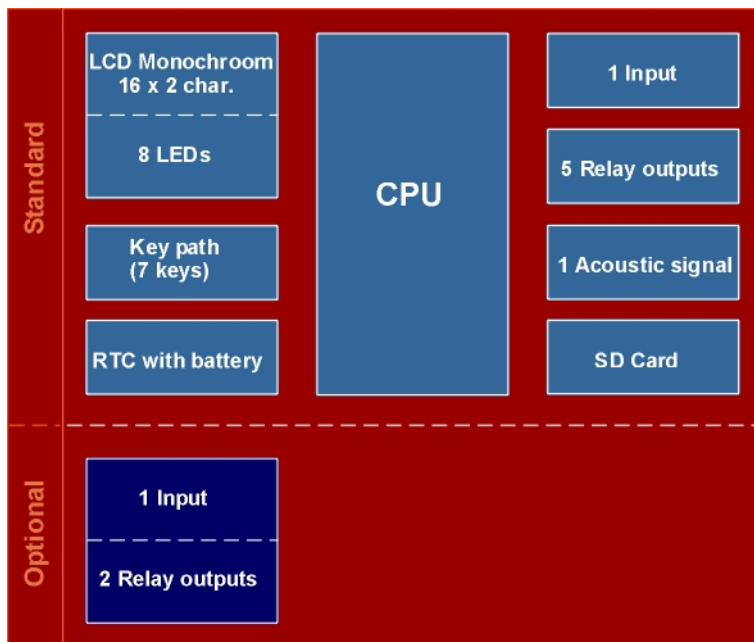 Standard
LCD Monochroom
16 x 2 char.
8 LEDs
Key path
(7 keys)
RTC with battery
CPU
1 Input
5 Relay outputs
1 Acoustic signal
SD Card
Optional
1 Input
2 Relay outputs